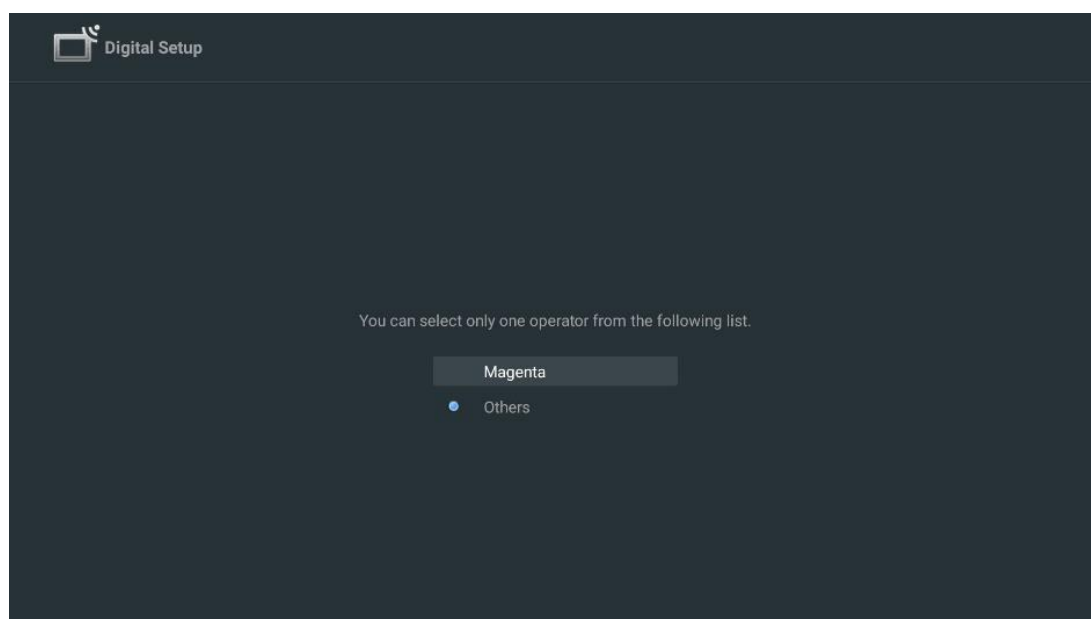 Digital Setup
You can select only one operator from the following list.
Magenta
Others